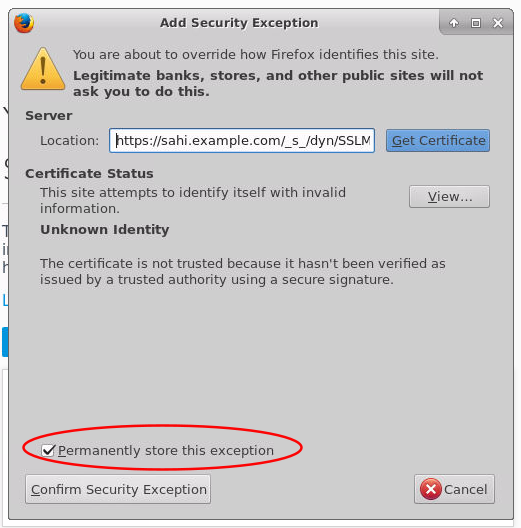 Add Security Exception
You are about to override how Firefox identifies this site.
Legitimate banks, stores, and other public sites will not
ask you to do this.
Server
Location: https://sahi.example.com/_s_/dyn/SSLM Get Certificate
Certificate Status
This site attempts to identify itself with invalid
information.
View...
Unknown Identity
The certificate is not trusted because it hasn't been verified as
issued by a trusted authority using a secure signature.
Permanently store this exception
Confirm Security Exception Cancel